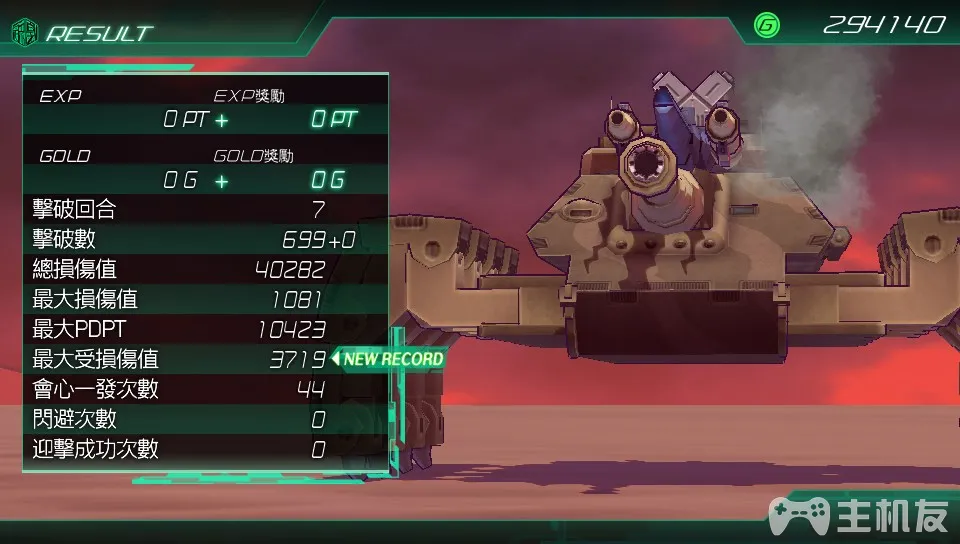 RESULT
294140
EXP EXP獎勵
0 PT + 0 PT
GOLD GOLD獎勵
0 G + 0 G
擊破回合 7
擊破數 699+0
總損傷值 40282
最大損傷值 1081
最大PDPT 10423
最大受損傷值 3719 NEW RECORD
會心一發次數 44
閃避次數 0
迎擊成功次數 0
主机友